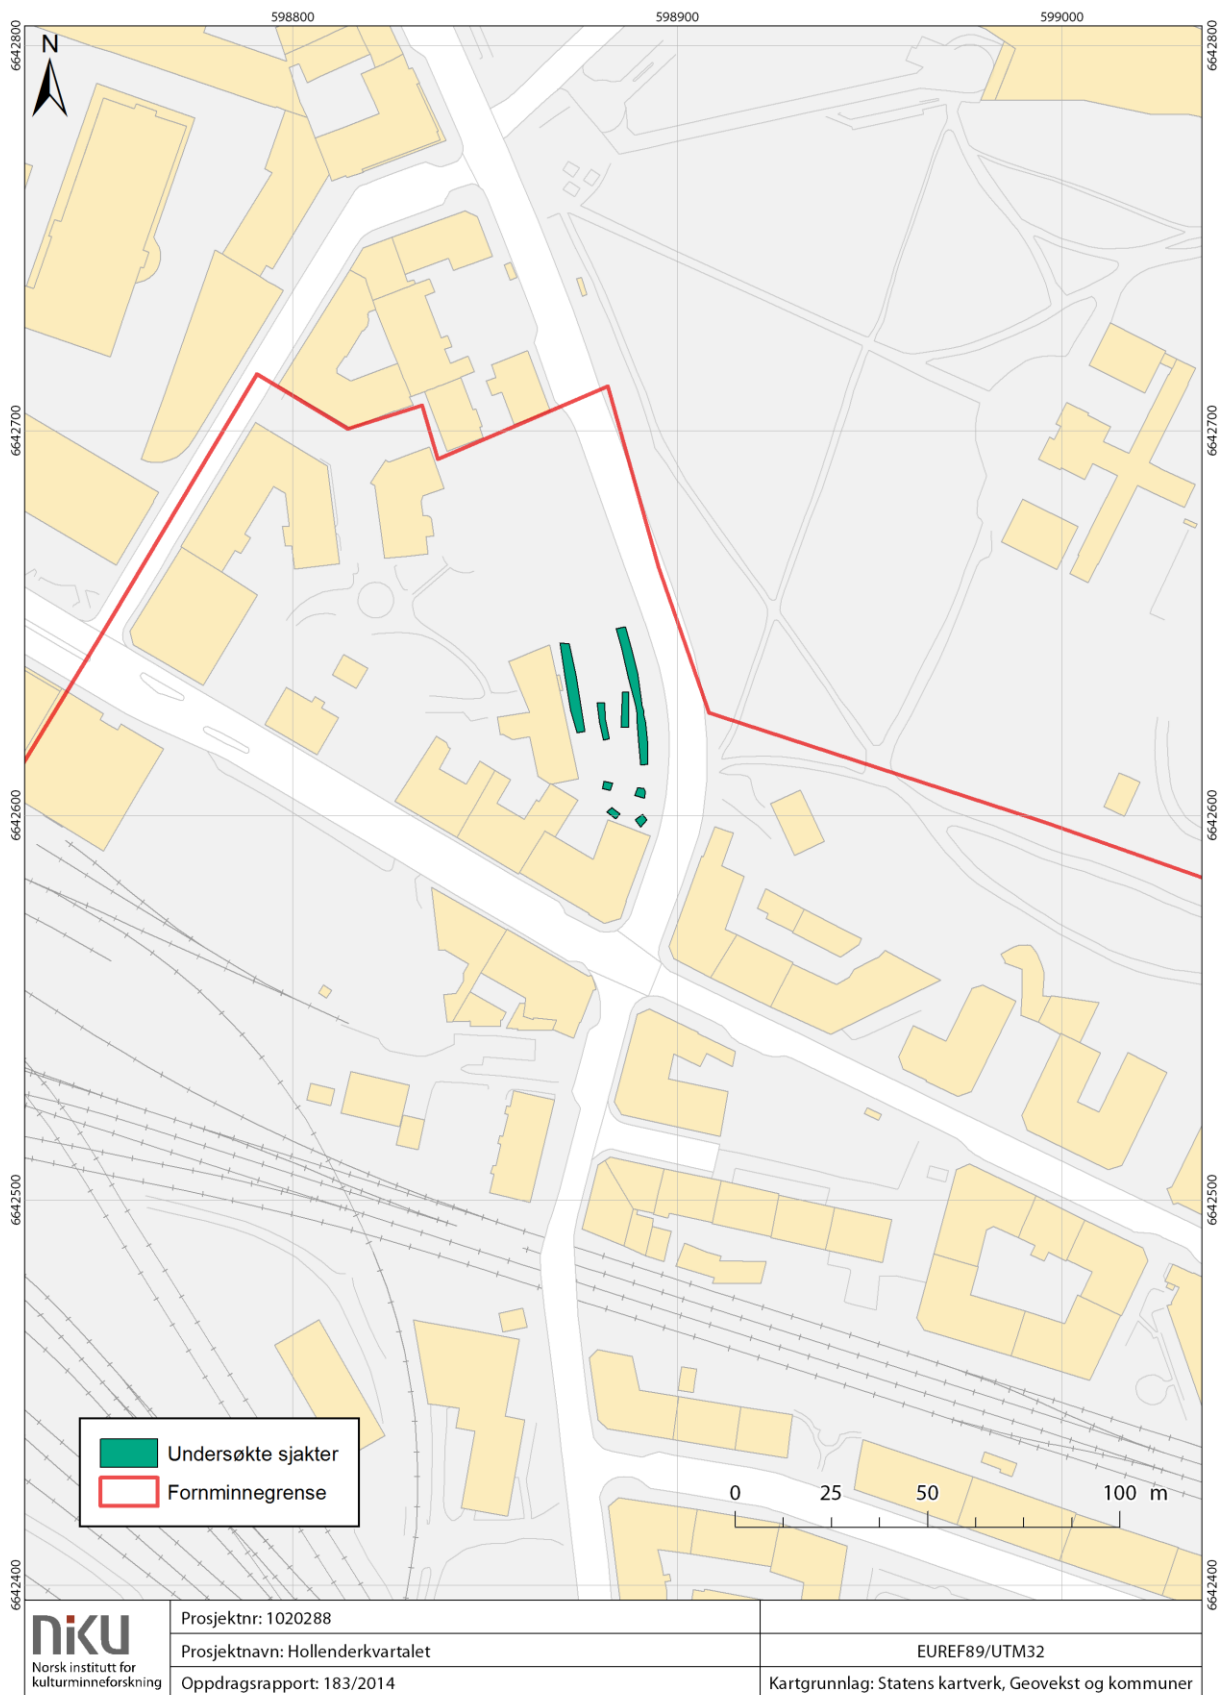 598800
598900
599000
6642800
6642800
N
6642700
6642700
6642600
6642600
6642500
6642500
Undersøkte sjakter
Fornminnegrense
0 25 50 100 m
6642400
6642400
niku
Norsk institutt for
kulturminneforskning
Prosjektnr: 1020288
Prosjektnavn: Hollenderkvartalet
EUREF89/UTM32
Oppdragsrapport: 183/2014
Kartgrunnlag: Statens kartverk, Geovekst og kommuner